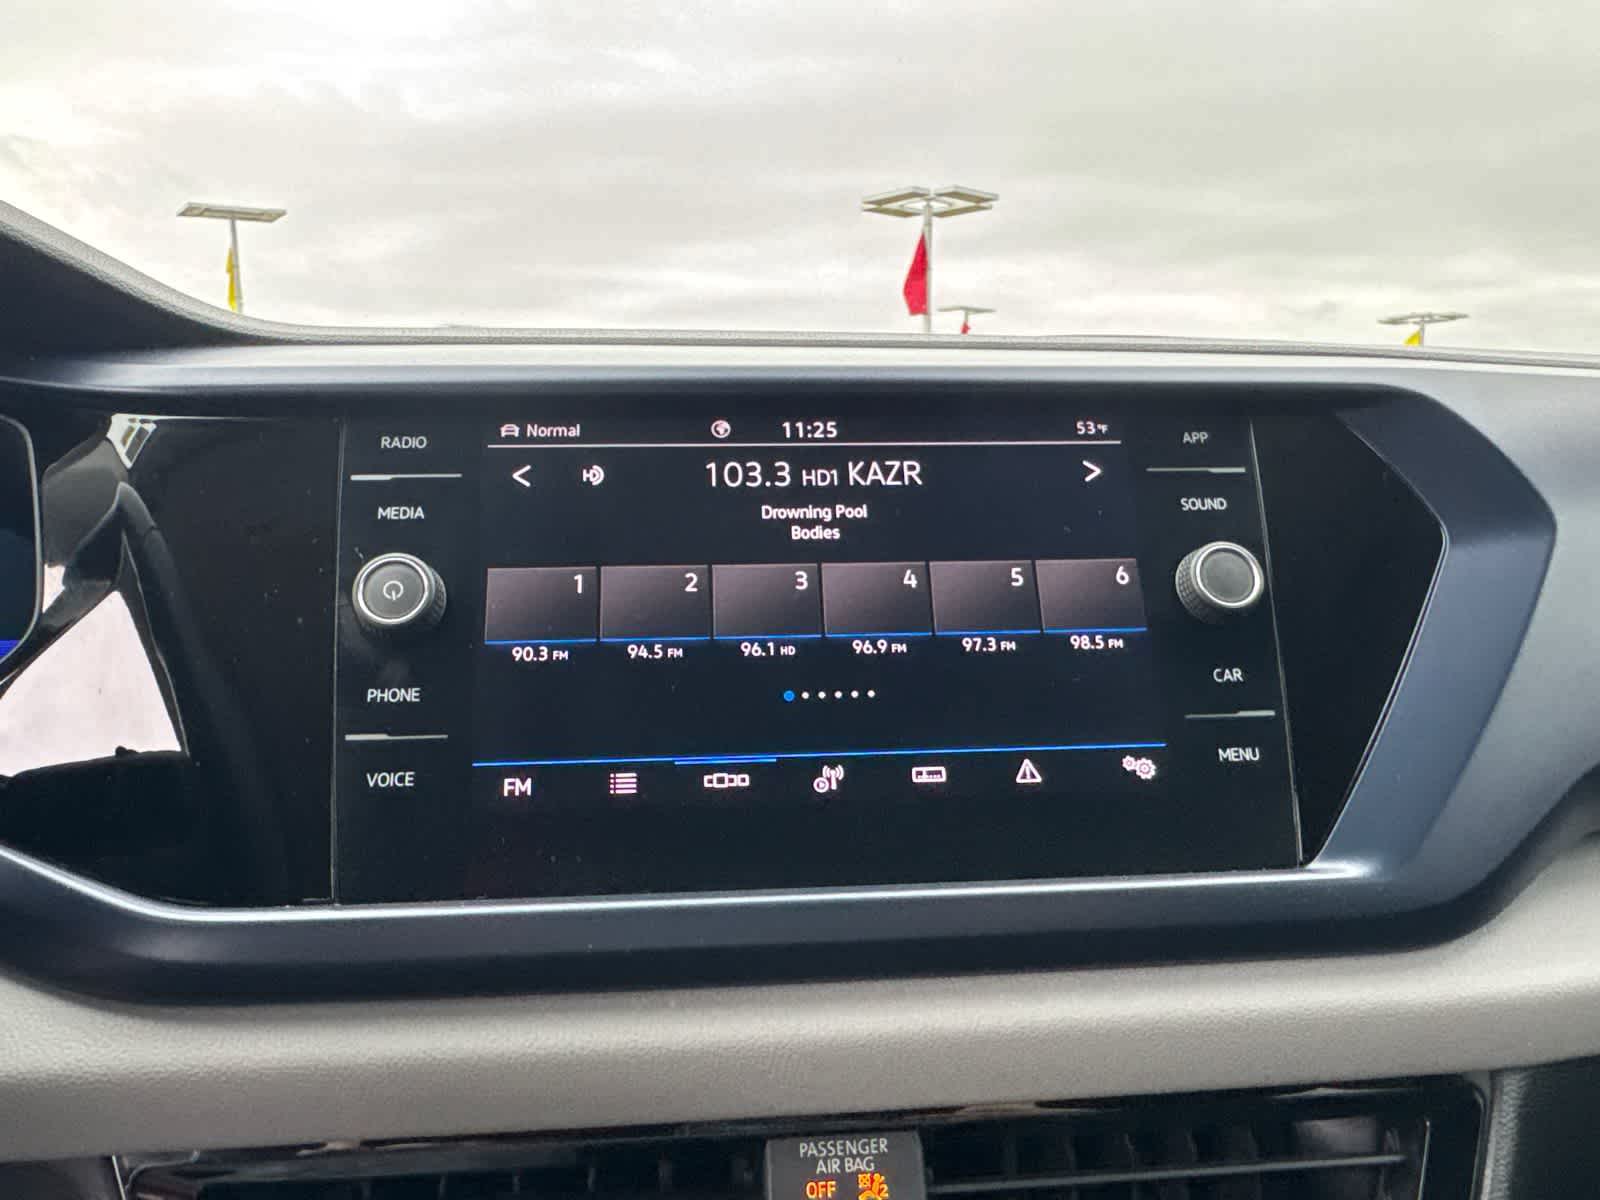 RADIO
MEDIA
PHONE
VOICE
Normal
11:25
53°F
< HD 103.3 HD1 KAZR >
Drowning Pool
Bodies
1 2 3 4 5 6
90.3 FM 94.5 FM 96.1 HD 96.9 FM 97.3 FM 98.5 FM
FM
APP
SOUND
CAR
MENU
PASSENGER
AIR BAG
OFF 2